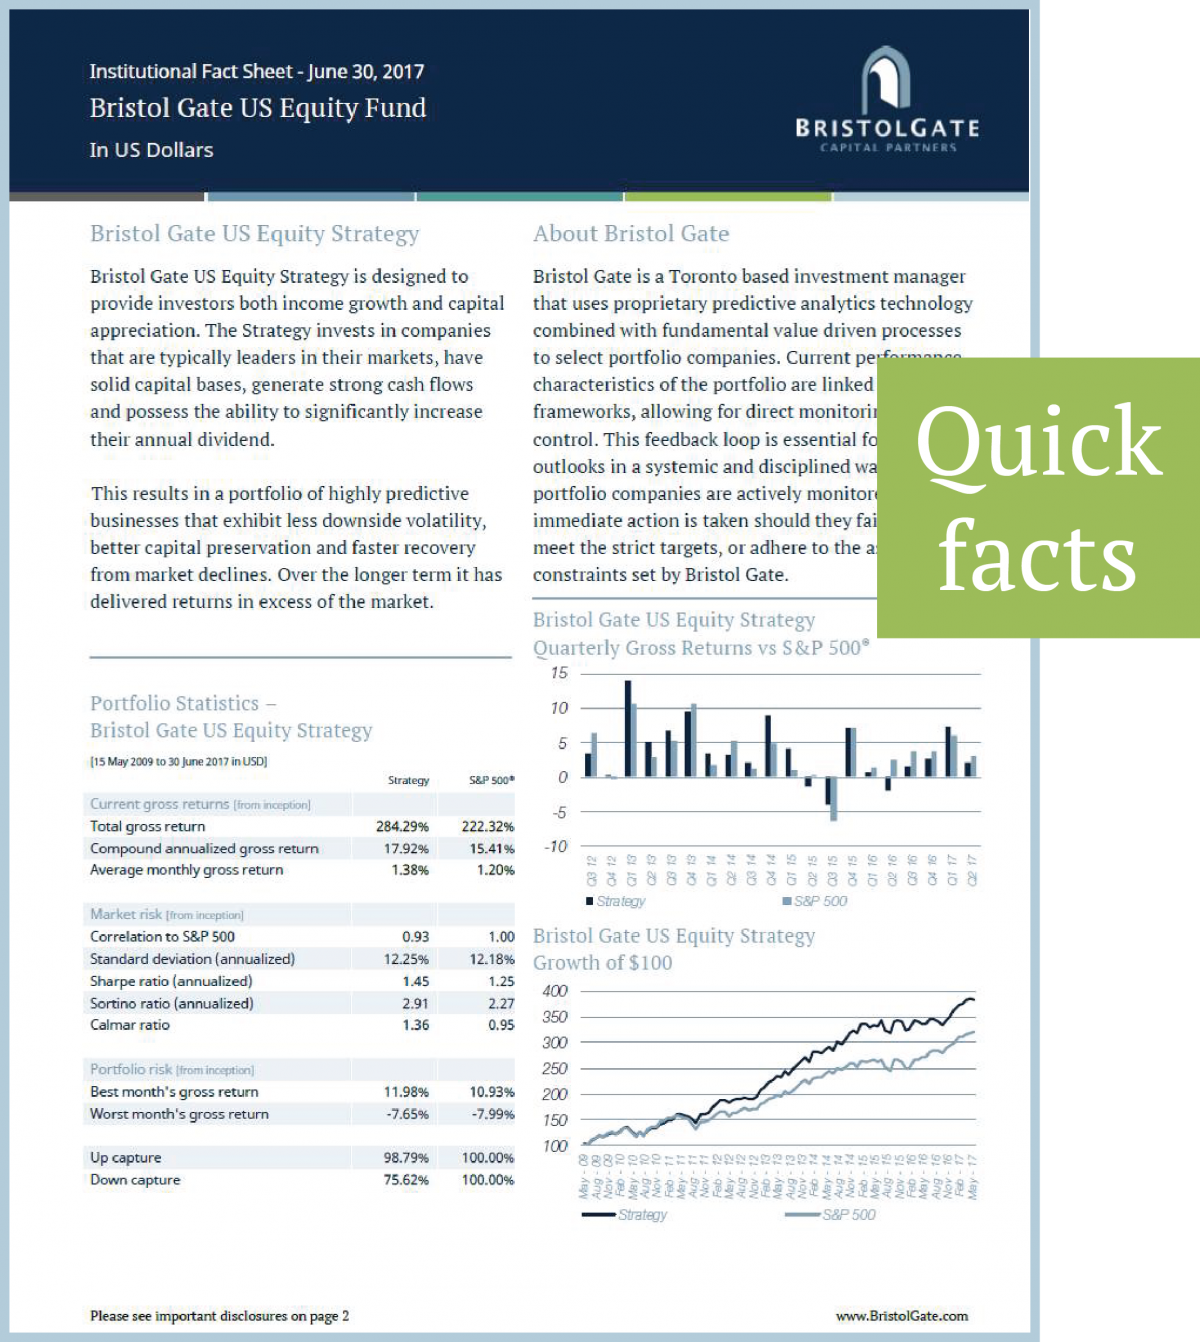 Institutional Fact Sheet - June 30, 2017
Bristol Gate US Equity Fund
In US Dollars
BRISTOLGATE
CAPITAL PARTNERS
Bristol Gate US Equity Strategy
Bristol Gate US Equity Strategy is designed to
provide investors both income growth and capital
appreciation. The Strategy invests in companies
that are typically leaders in their markets, have
solid capital bases, generate strong cash flows
and possess the ability to significantly increase
their annual dividend.
This results in a portfolio of highly predictive
businesses that exhibit less downside volatility,
better capital preservation and faster recovery
from market declines. Over the longer term it has
delivered returns in excess of the market.
Portfolio Statistics –
Bristol Gate US Equity Strategy
[15 May 2009 to 30 June 2017 in USD]
Strategy S&P 500®
Current gross returns [from inception]
Total gross return 284.29% 222.32%
Compound annualized gross return 17.92% 15.41%
Average monthly gross return 1.38% 1.20%
Market risk [from inception]
Correlation to S&P 500 0.93 1.00
Standard deviation (annualized) 12.25% 12.18%
Sharpe ratio (annualized) 1.45 1.25
Sortino ratio (annualized) 2.91 2.27
Calmar ratio 1.36 0.95
Portfolio risk [from inception]
Best month's gross return 11.98% 10.93%
Worst month's gross return -7.65% -7.99%
Up capture 98.79% 100.00%
Down capture 75.62% 100.00%
About Bristol Gate
Bristol Gate is a Toronto based investment manager
that uses proprietary predictive analytics technology
combined with fundamental value driven processes
to select portfolio companies. Current performance
characteristics of the portfolio are linked
frameworks, allowing for direct
control. This feedback loop is essential
outlooks in a systemic and disciplined
portfolio companies are actively
immediate action is taken should they
meet the strict targets, or adhere to the
constraints set by Bristol Gate.
Quick
facts
Bristol Gate US Equity Strategy
Quarterly Gross Returns vs S&P 500®
15
10
5
0
-5
-10
Q3 12 Q4 12 Q1 13 Q2 13 Q3 13 Q4 13 Q1 14 Q2 14 Q3 14 Q4 14 Q1 15 Q2 15 Q3 15 Q4 15 Q1 16 Q2 16 Q3 16 Q4 16 Q1 17 Q2 17
Strategy S&P 500
Bristol Gate US Equity Strategy
Growth of $100
400
350
300
250
200
150
100
May - 09 Aug - 09 Nov - 09 Feb - 10 May - 10 Aug - 10 Nov - 10 Feb - 11 May - 11 Aug - 11 Nov - 11 Feb - 12 May - 12 Aug - 12 Nov - 12 Feb - 13 May - 13 Aug - 13 Nov - 13 Feb - 14 May - 14 Aug - 14 Nov - 14 Feb - 15 May - 15 Aug - 15 Nov - 15 Feb - 16 May - 16 Aug - 16 Nov - 16 Feb - 17 May - 17
Strategy S&P 500
Please see important disclosures on page 2
www.BristolGate.com